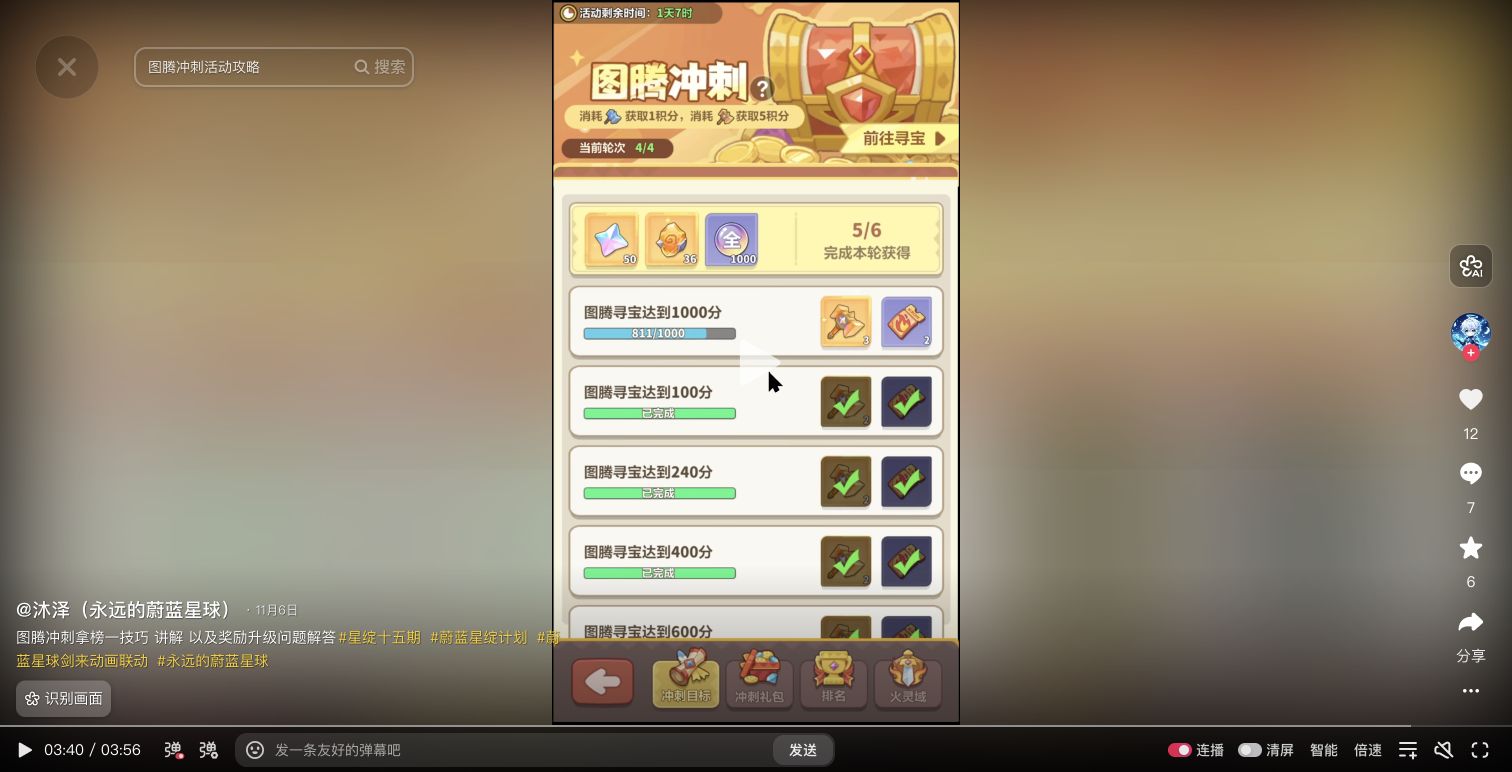 活动剩余时间：1天7时
图腾冲刺活动攻略
搜索
图腾冲刺
?
消耗 获取1积分，消耗 获取5积分
前往寻宝
当前轮次 4/4
50
36
全
1000
5/6
完成本轮获得
图腾寻宝达到1000分
811/1000
3
2
图腾寻宝达到100分
已完成
2
图腾寻宝达到240分
已完成
2
图腾寻宝达到400分
已完成
2
图腾寻宝达到600分
冲刺目标
冲刺礼包
排名
火灵域
AI
12
7
6
分享
@沐泽（永远的蔚蓝星球） · 11月6日
图腾冲刺拿榜一技巧 讲解 以及奖励升级问题解答 #星绽十五期 #蔚蓝星绽计划 #蔚
蓝星球剑来动画联动 #永远的蔚蓝星球
识别画面
03:40 / 03:56
弹
弹
发一条友好的弹幕吧
发送
连播
清屏
智能
倍速